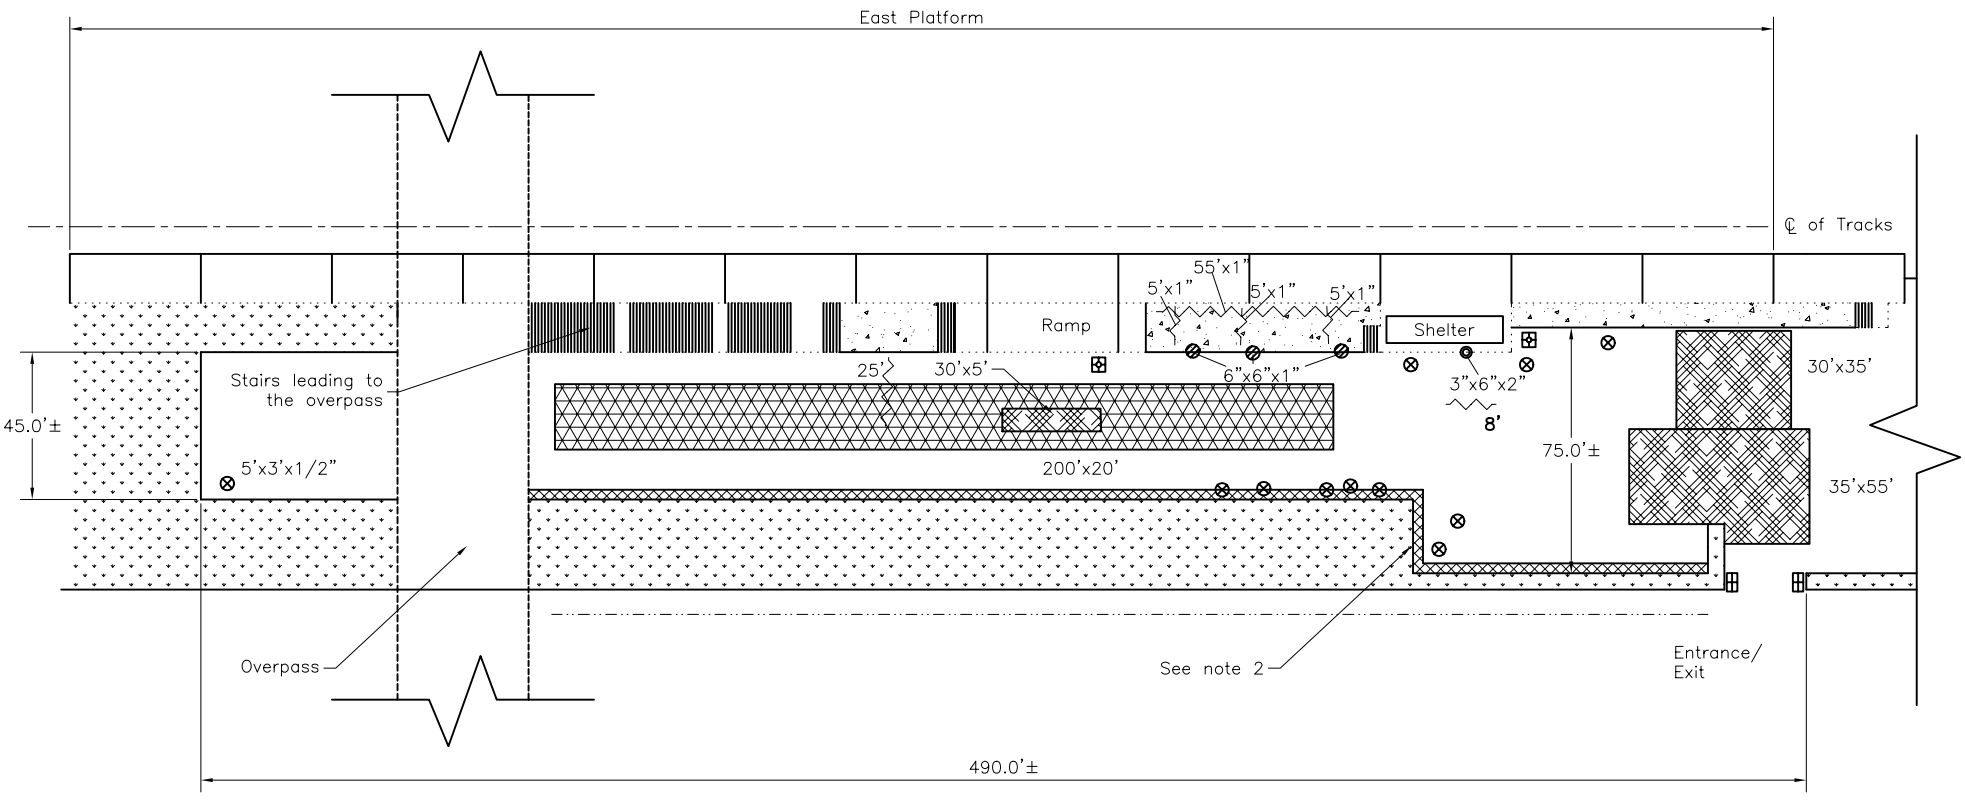 East Platform
℄ of Tracks
55'x1"
5'x1"
5'x1"
5'x1"
Ramp
Shelter
Stairs leading to
the overpass
25'
30'x5'
6"x6"x1"
3"x6"x2"
8'
30'x35'
45.0'±
5'x3'x1/2"
200'x20'
75.0'±
35'x55'
Overpass
See note 2
Entrance/
Exit
490.0'±